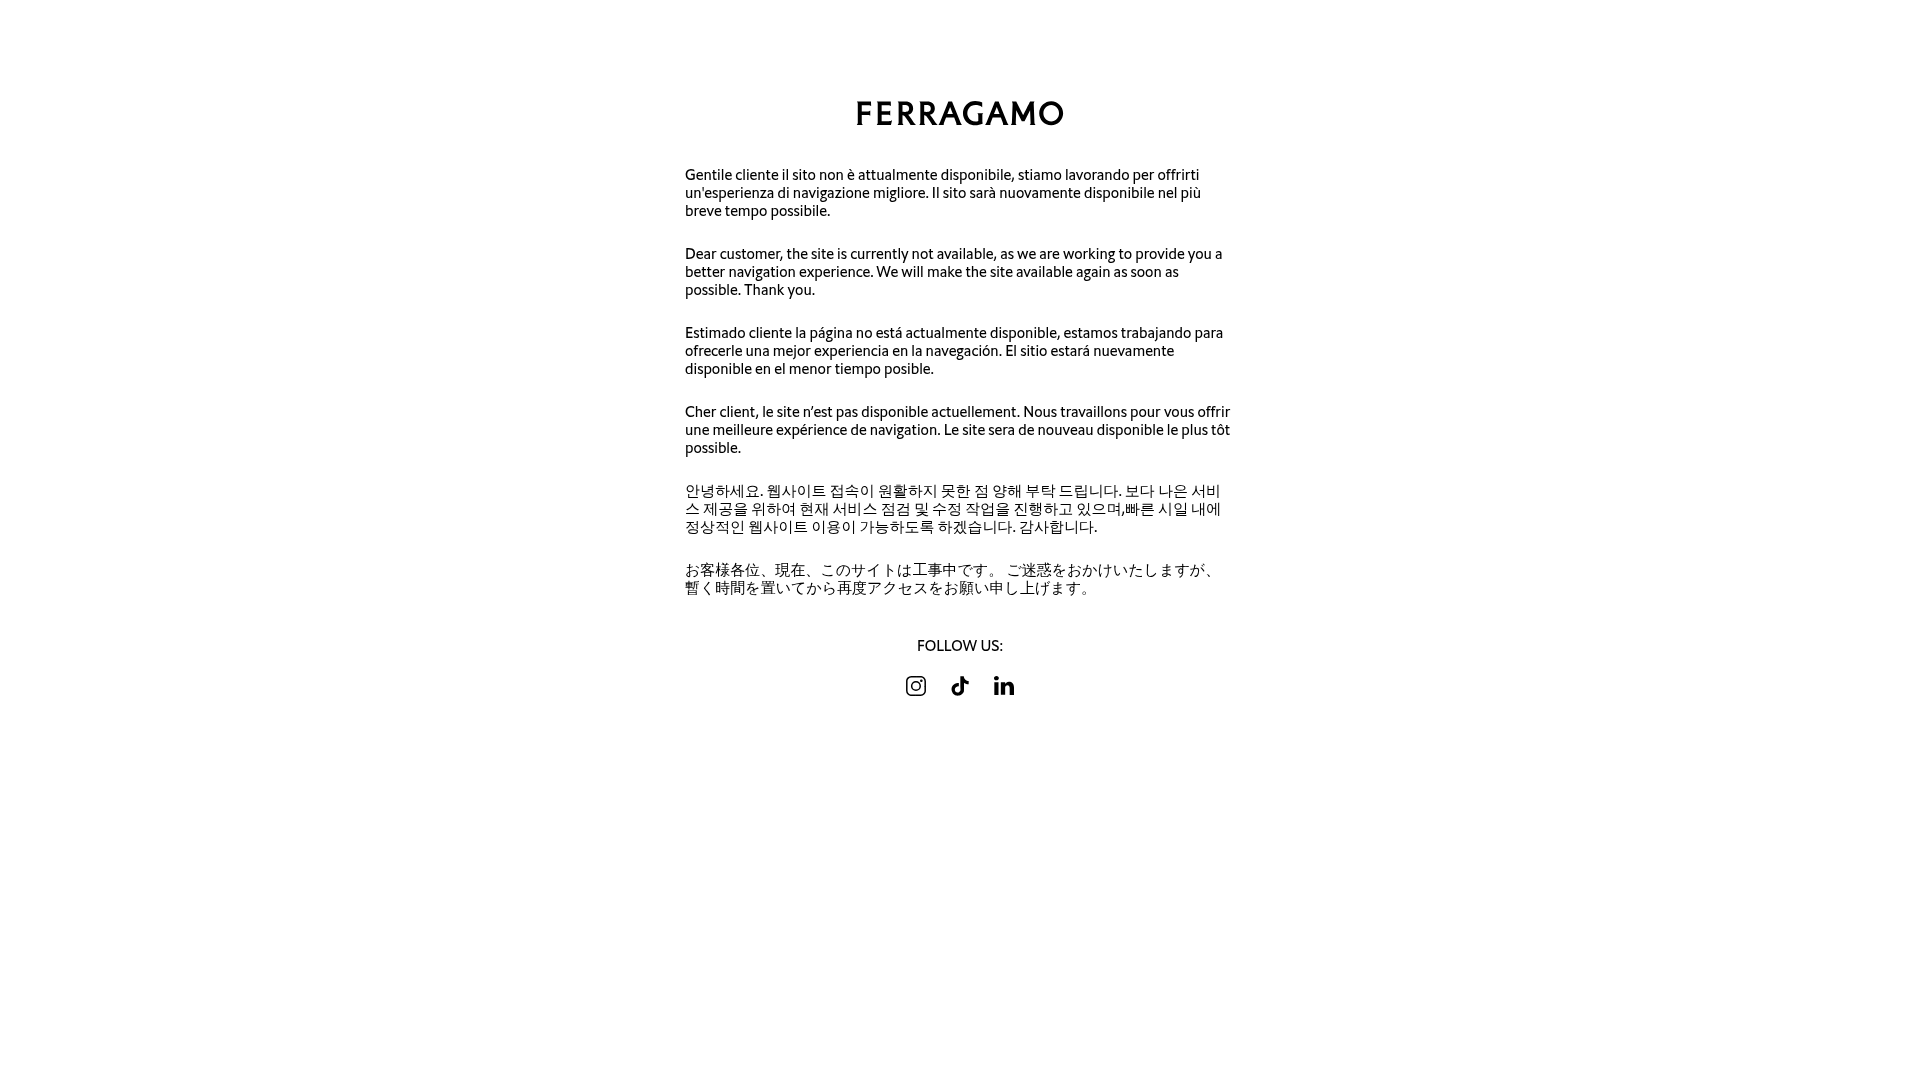 FERRAGAMO
Gentile cliente il sito non è attualmente disponibile, stiamo lavorando per offrirti
un'esperienza di navigazione migliore. Il sito sarà nuovamente disponibile nel più
breve tempo possibile.
Dear customer, the site is currently not available, as we are working to provide you a
better navigation experience. We will make the site available again as soon as
possible. Thank you.
Estimado cliente la página no está actualmente disponible, estamos trabajando para
ofrecerle una mejor experiencia en la navegación. El sitio estará nuevamente
disponible en el menor tiempo posible.
Cher client, le site n’est pas disponible actuellement. Nous travaillons pour vous offrir
une meilleure expérience de navigation. Le site sera de nouveau disponible le plus tôt
possible.
안녕하세요. 웹사이트 접속이 원활하지 못한 점 양해 부탁 드립니다. 보다 나은 서비
스 제공을 위하여 현재 서비스 점검 및 수정 작업을 진행하고 있으며,빠른 시일 내에
정상적인 웹사이트 이용이 가능하도록 하겠습니다. 감사합니다.
お客様各位、現在、このサイトは工事中です。 ご迷惑をおかけいたしますが、
暫く時間を置いてから再度アクセスをお願い申し上げます。
FOLLOW US: